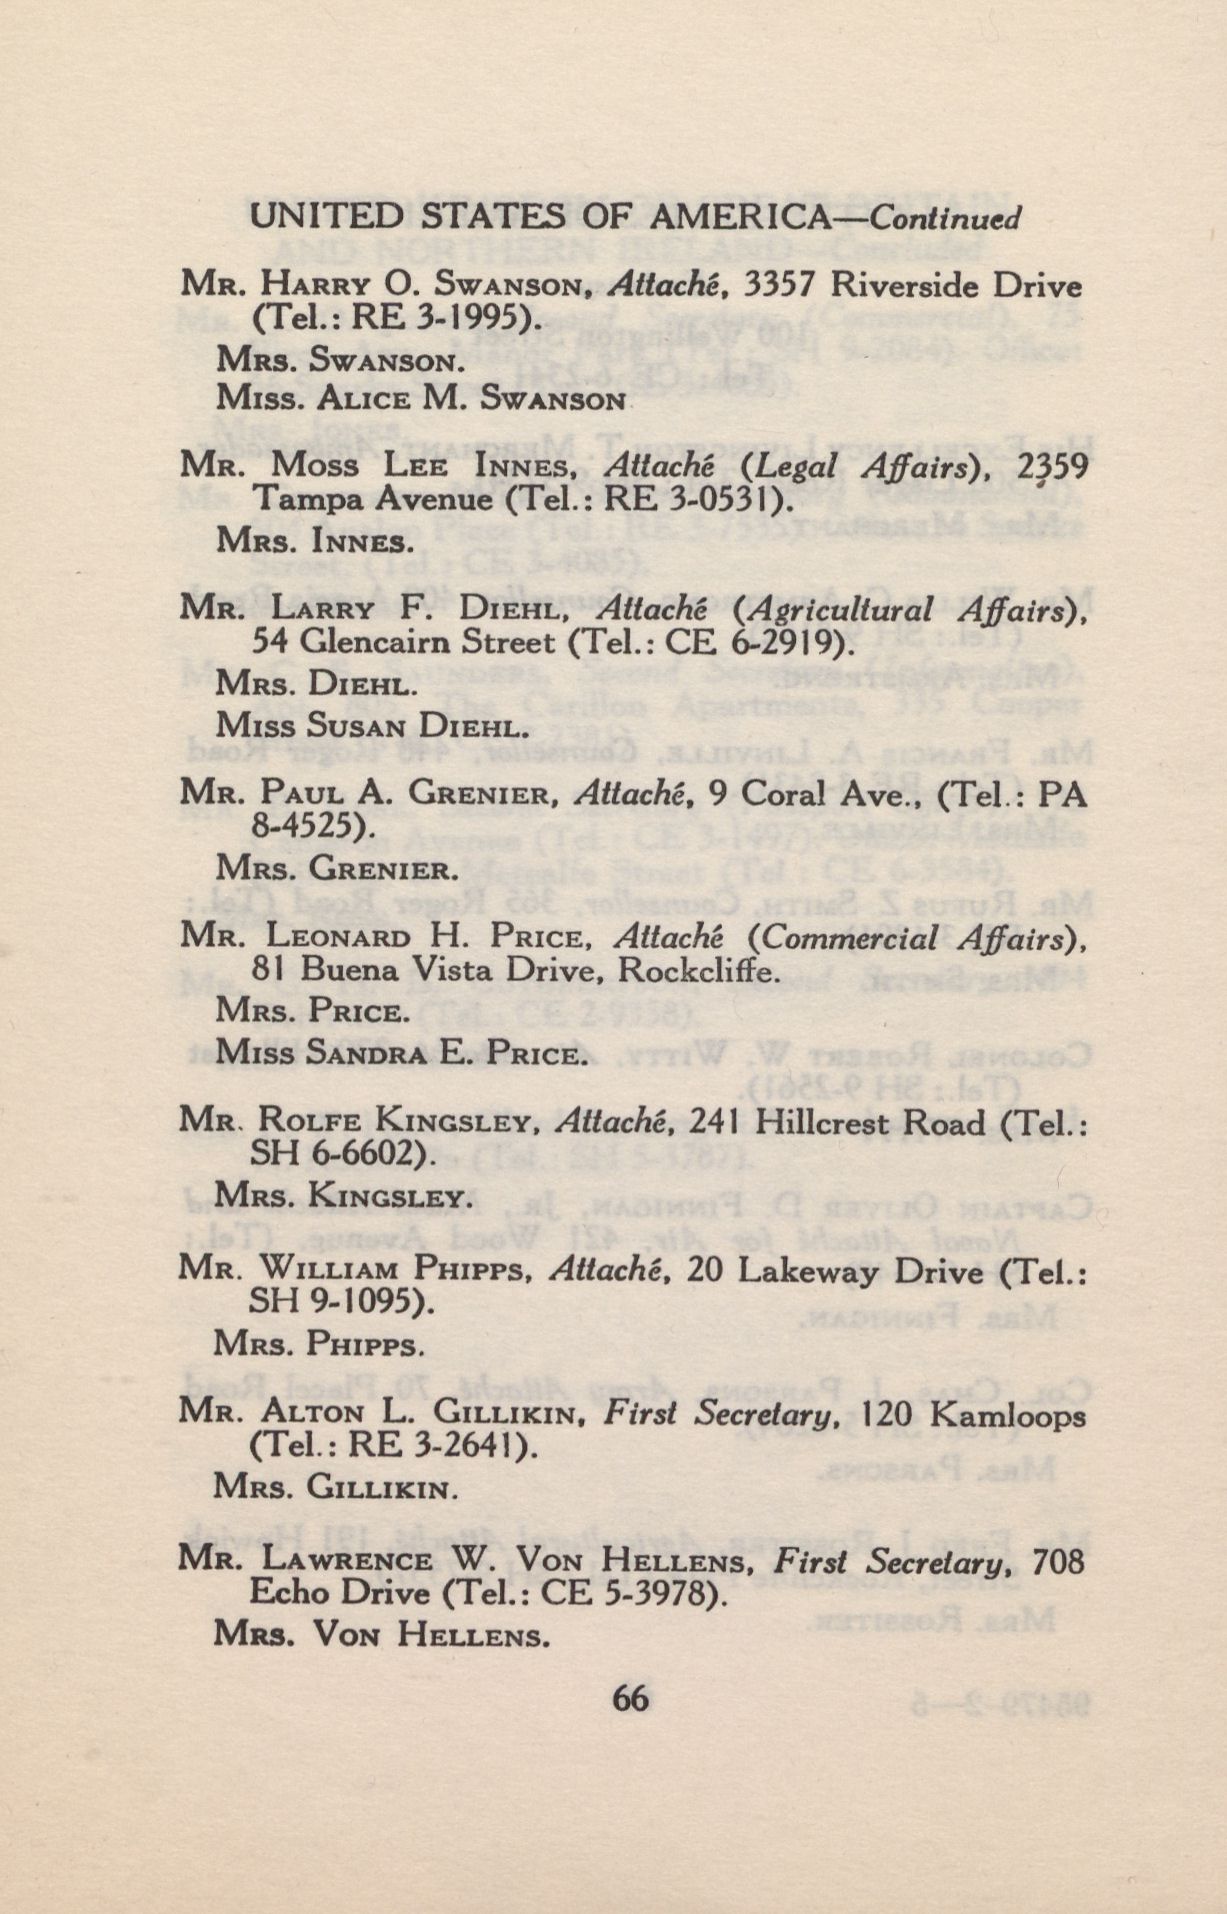 UNITED STATES OF AMERICA—Continued
MR. HARRY O. SWANSON, Attaché, 3357 Riverside Drive
(Tel.: RE 3-1995).
MRS. SWANSON.
MISS. ALICE M. SWANSON
MR. MOSS LEE INNES, Attaché (Legal Affairs), 2359
Tampa Avenue (Tel.: RE 3-0531).
MRS. INNES.
MR. LARRY F. DIEHL, Attaché (Agricultural Affairs),
54 Glencairn Street (Tel.: CE 6-2919).
MRS. DIEHL.
MISS SUSAN DIEHL.
MR. PAUL A. GRENIER, Attaché, 9 Coral Ave., (Tel.: PA
8-4525).
MRS. GRENIER.
MR. LEONARD H. PRICE, Attaché (Commercial Affairs),
81 Buena Vista Drive, Rockcliffe.
MRS. PRICE.
MISS SANDRA E. PRICE.
MR. ROLFE KINGSLEY, Attaché, 241 Hillcrest Road (Tel.:
SH 6-6602).
MRS. KINGSLEY.
MR. WILLIAM PHIPPS, Attaché, 20 Lakeway Drive (Tel.:
SH 9-1095).
MRS. PHIPPS.
MR. ALTON L. GILLIKIN, First Secretary, 120 Kamloops
(Tel.: RE 3-2641).
MRS. GILLIKIN.
MR. LAWRENCE W. VON HELLENS, First Secretary, 708
Echo Drive (Tel.: CE 5-3978).
MRS. VON HELLENS.
66